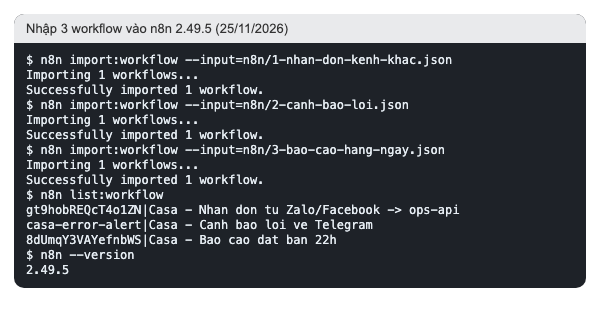 Nhập 3 workflow vào n8n 2.49.5 (25/11/2026)
$ n8n import:workflow --input=n8n/1-nhan-don-kenh-khac.json
Importing 1 workflows...
Successfully imported 1 workflow.
$ n8n import:workflow --input=n8n/2-canh-bao-loi.json
Importing 1 workflows...
Successfully imported 1 workflow.
$ n8n import:workflow --input=n8n/3-bao-cao-hang-ngay.json
Importing 1 workflows...
Successfully imported 1 workflow.
$ n8n list:workflow
gt9hobREQcT4o1ZN|Casa - Nhan don tu Zalo/Facebook -> ops-api
casa-error-alert|Casa - Canh bao loi ve Telegram
8dUmqY3VAYefnbWS|Casa - Bao cao dat ban 22h
$ n8n --version
2.49.5